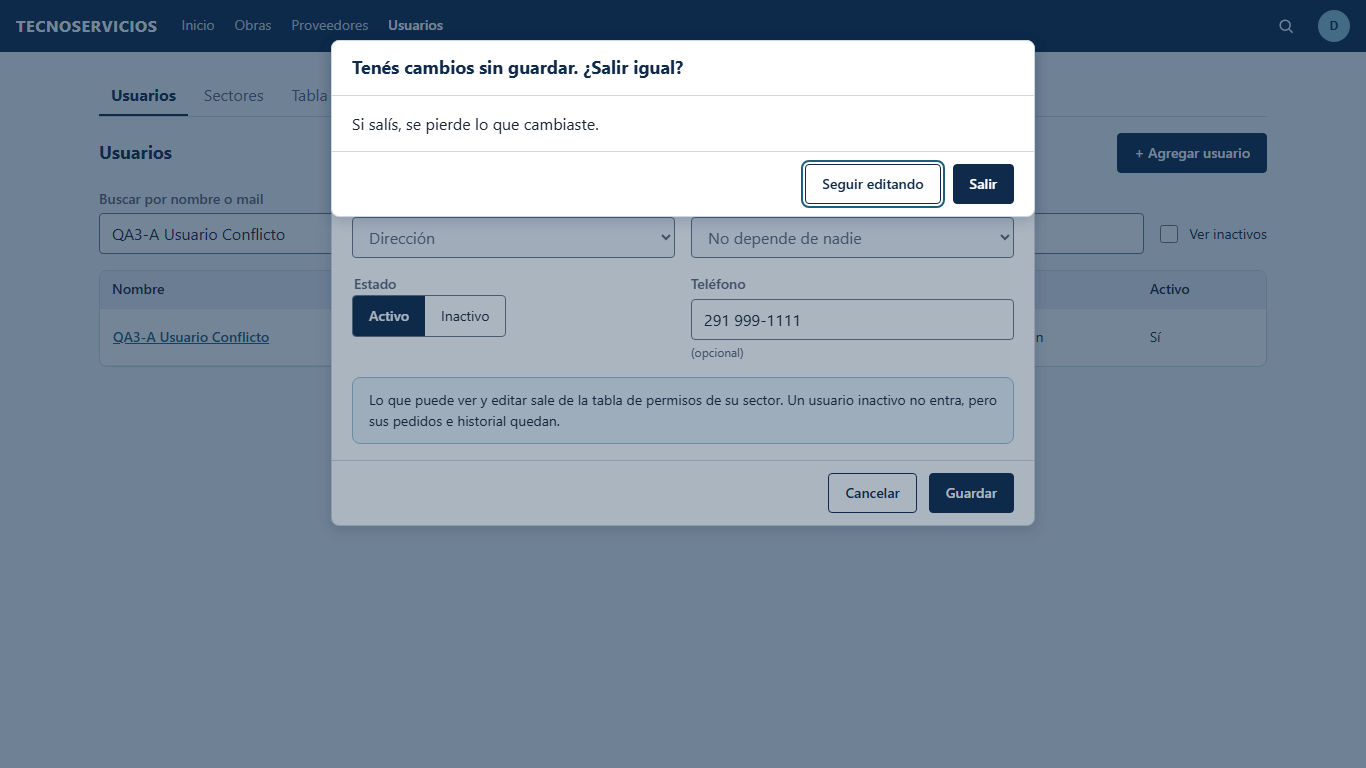 TECNOSERVICIOS Inicio Obras Proveedores Usuarios D
Tenés cambios sin guardar. ¿Salir igual?
Si salís, se pierde lo que cambiaste.
Seguir editando Salir
Usuarios Sectores Tabla
Usuarios + Agregar usuario
Buscar por nombre o mail
QA3-A Usuario Conflicto Ver inactivos
Nombre Activo
QA3-A Usuario Conflicto Sí
Dirección No depende de nadie
Estado Teléfono
Activo Inactivo 291 999-1111
(opcional)
Lo que puede ver y editar sale de la tabla de permisos de su sector. Un usuario inactivo no entra, pero
sus pedidos e historial quedan.
Cancelar Guardar